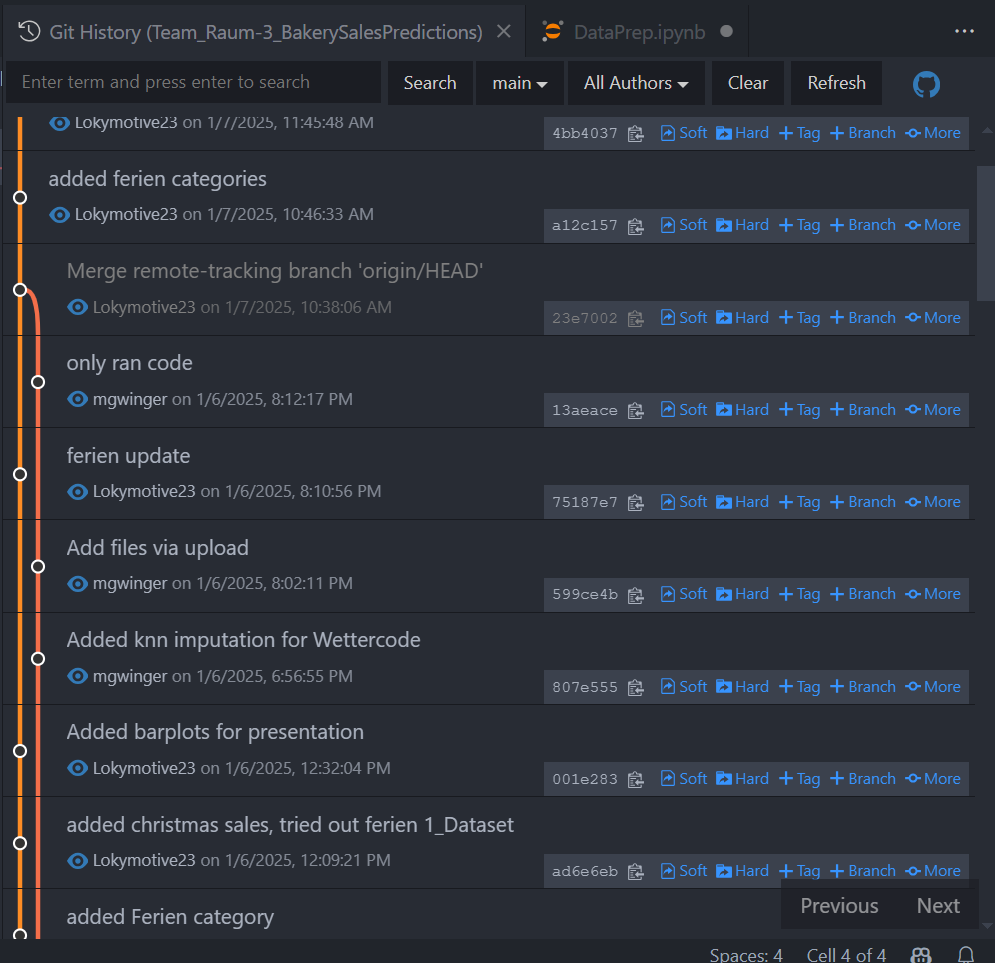 Git History (Team_Raum-3_BakerySalesPredictions)
DataPrep.ipynb
Enter term and press enter to search
Search
main
All Authors
Clear
Refresh
Lokymotive23 on 1/7/2025, 11:45:48 AM
4bb4037 Soft Hard Tag Branch More
added ferien categories
Lokymotive23 on 1/7/2025, 10:46:33 AM
a12c157 Soft Hard Tag Branch More
Merge remote-tracking branch 'origin/HEAD'
Lokymotive23 on 1/7/2025, 10:38:06 AM
23e7002 Soft Hard Tag Branch More
only ran code
mgwinger on 1/6/2025, 8:12:17 PM
13aeace Soft Hard Tag Branch More
ferien update
Lokymotive23 on 1/6/2025, 8:10:56 PM
75187e7 Soft Hard Tag Branch More
Add files via upload
mgwinger on 1/6/2025, 8:02:11 PM
599ce4b Soft Hard Tag Branch More
Added knn imputation for Wettercode
mgwinger on 1/6/2025, 6:56:55 PM
807e555 Soft Hard Tag Branch More
Added barplots for presentation
Lokymotive23 on 1/6/2025, 12:32:04 PM
001e283 Soft Hard Tag Branch More
added christmas sales, tried out ferien 1_Dataset
Lokymotive23 on 1/6/2025, 12:09:21 PM
ad6e6eb Soft Hard Tag Branch More
added Ferien category
Previous Next
Spaces: 4 Cell 4 of 4